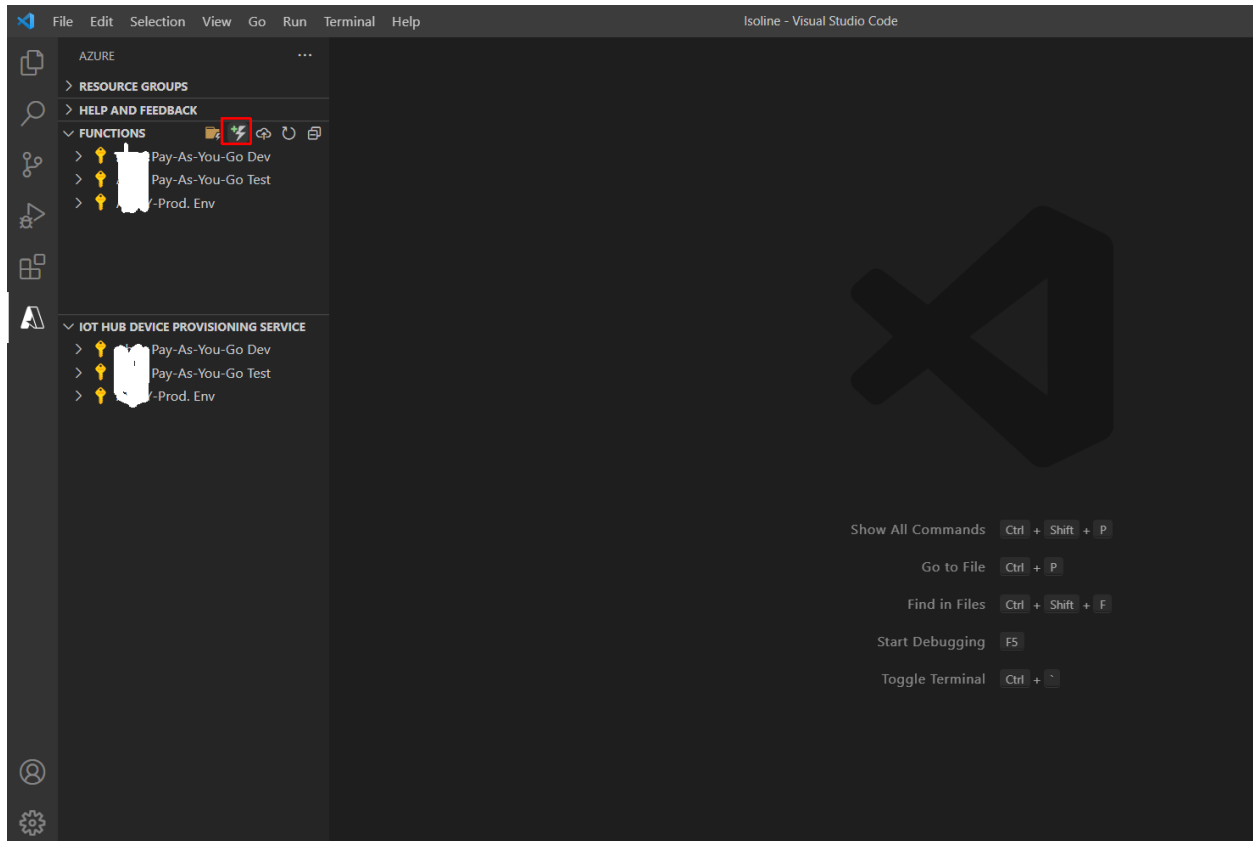 File Edit Selection View Go Run Terminal Help
Isoline - Visual Studio Code
AZURE
RESOURCE GROUPS
HELP AND FEEDBACK
FUNCTIONS
Pay-As-You-Go Dev
Pay-As-You-Go Test
-Prod. Env
IOT HUB DEVICE PROVISIONING SERVICE
Pay-As-You-Go Dev
Pay-As-You-Go Test
-Prod. Env
Show All Commands Ctrl + Shift + P
Go to File Ctrl + P
Find in Files Ctrl + Shift + F
Start Debugging F5
Toggle Terminal Ctrl + `